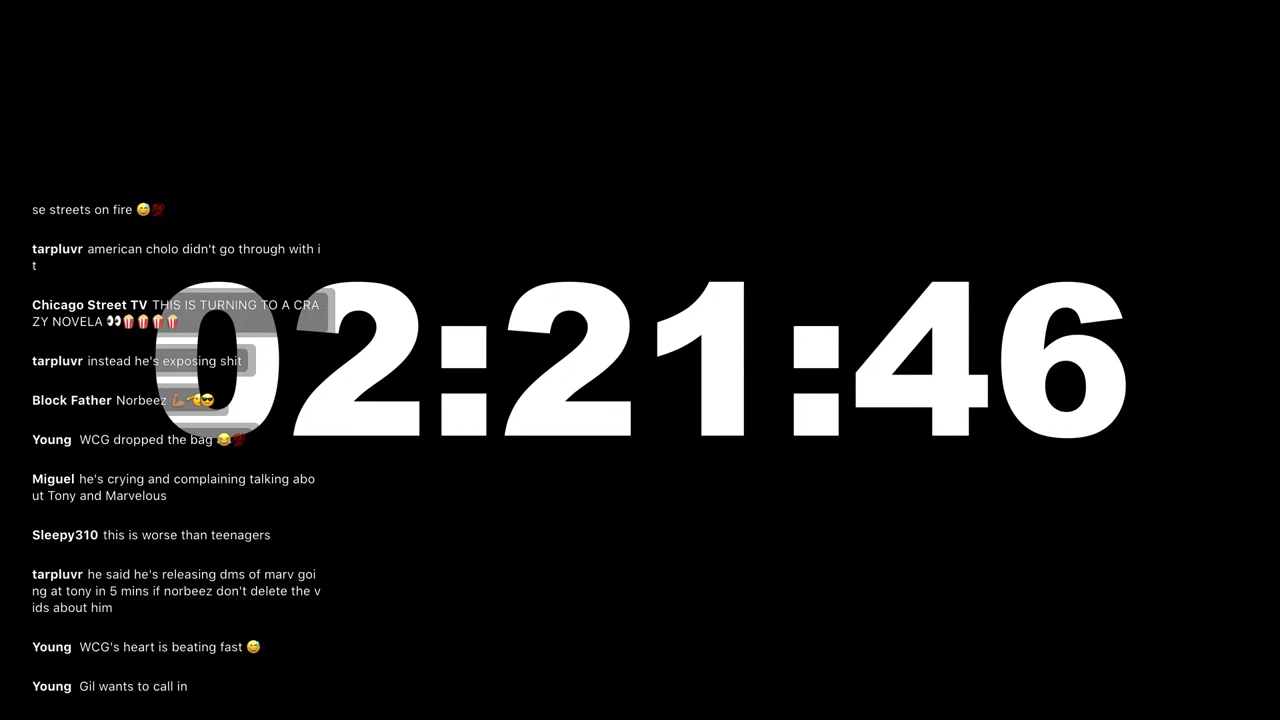 se streets on fire 😅💯
tarpluvr american cholo didn't go through with i
t
Chicago Street TV THIS IS TURNING TO A CRA
ZY NOVELA 👀🍿🍿🍿🍿
tarpluvr instead he's exposing shit
Block Father Norbeez 💪🫲😎
Young WCG dropped the bag 😂💯
Miguel he's crying and complaining talking abo
ut Tony and Marvelous
Sleepy310 this is worse than teenagers
tarpluvr he said he's releasing dms of marv goi
ng at tony in 5 mins if norbeez don't delete the v
ids about him
Young WCG's heart is beating fast 😅
Young Gil wants to call in
02:21:46